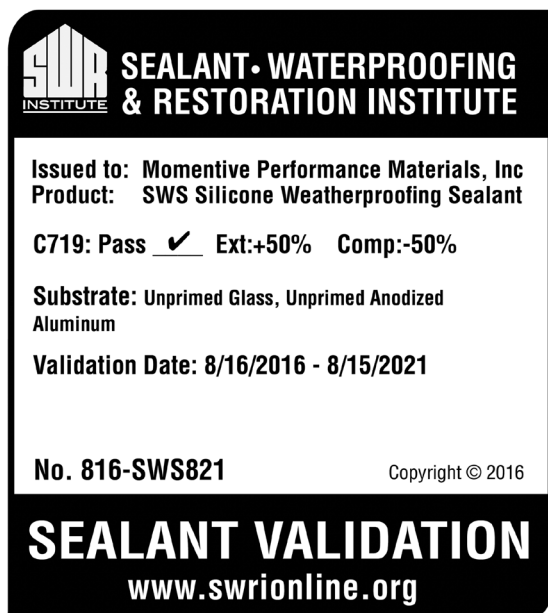 SWR
INSTITUTE
SEALANT• WATERPROOFING
& RESTORATION INSTITUTE
Issued to: Momentive Performance Materials, Inc
Product: SWS Silicone Weatherproofing Sealant
C719: Pass ✔ Ext:+50% Comp:-50%
Substrate: Unprimed Glass, Unprimed Anodized
Aluminum
Validation Date: 8/16/2016 - 8/15/2021
No. 816-SWS821
Copyright © 2016
SEALANT VALIDATION
www.swrionline.org